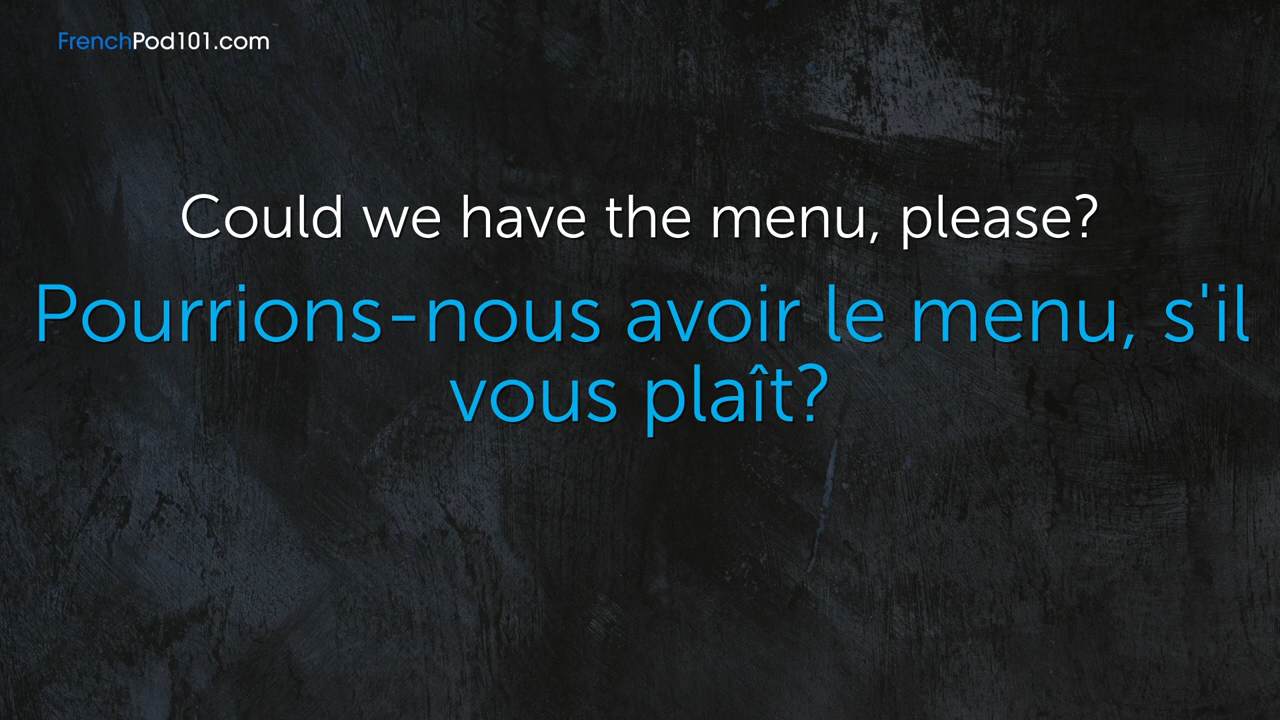 FrenchPod101.com
Could we have the menu, please?
Pourrions-nous avoir le menu, s'il
vous plaît?